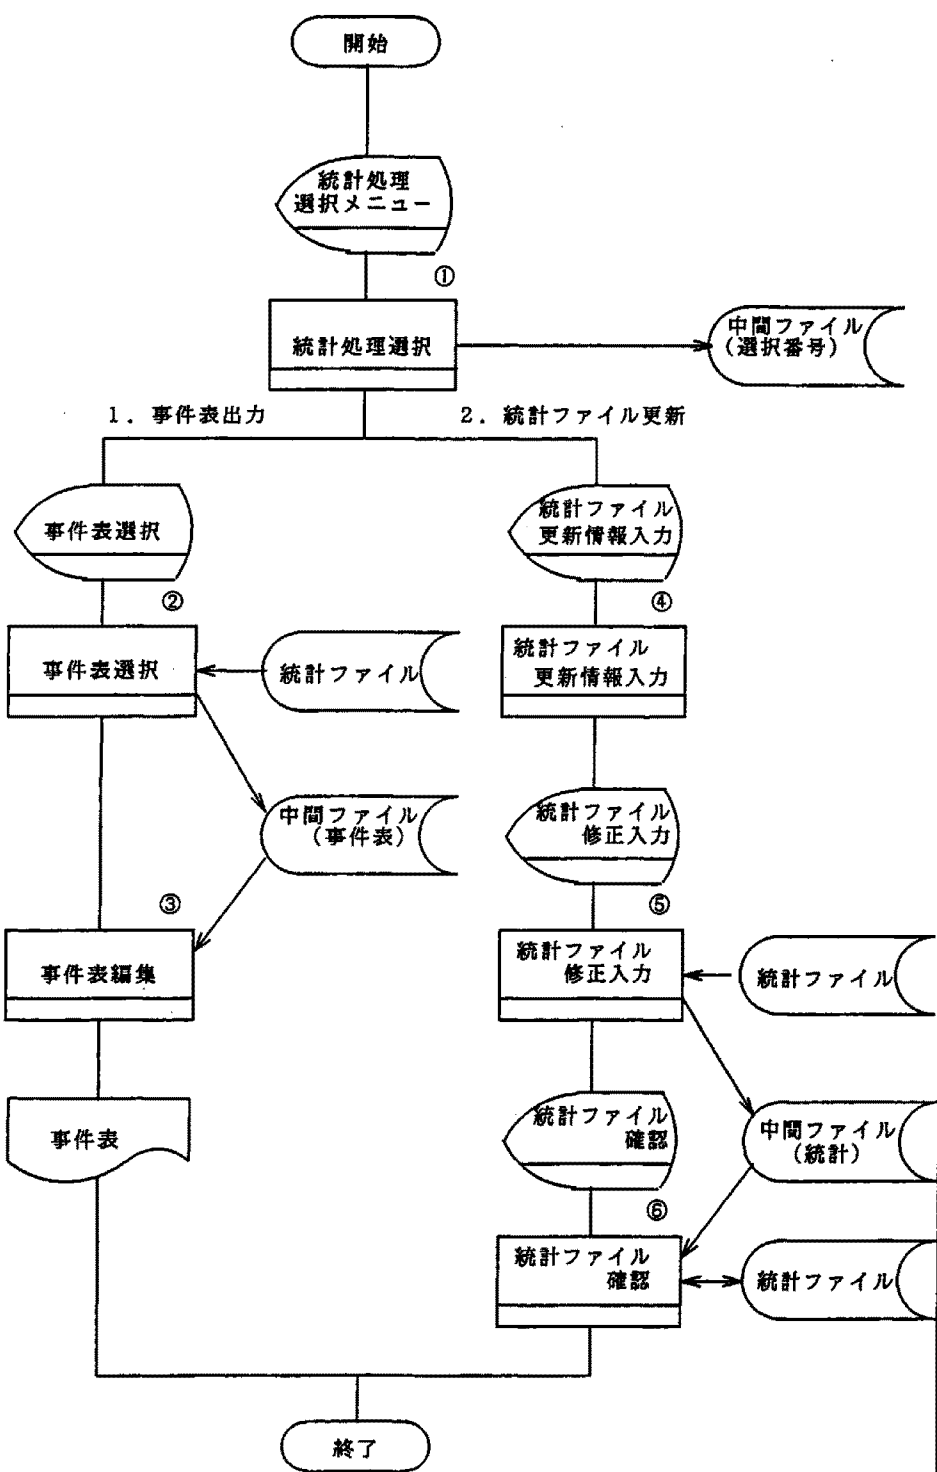 開始
統計処理
選択メニュー
①
統計処理選択
中間ファイル
(選択番号)
1．事件表出力
2．統計ファイル更新
事件表選択
②
事件表選択
統計ファイル
中間ファイル
(事件表)
③
事件表編集
事件表
統計ファイル
更新情報入力
④
統計ファイル
更新情報入力
統計ファイル
修正入力
⑤
統計ファイル
修正入力
統計ファイル
統計ファイル
確認
中間ファイル
(統計)
⑥
統計ファイル
確認
統計ファイル
終了